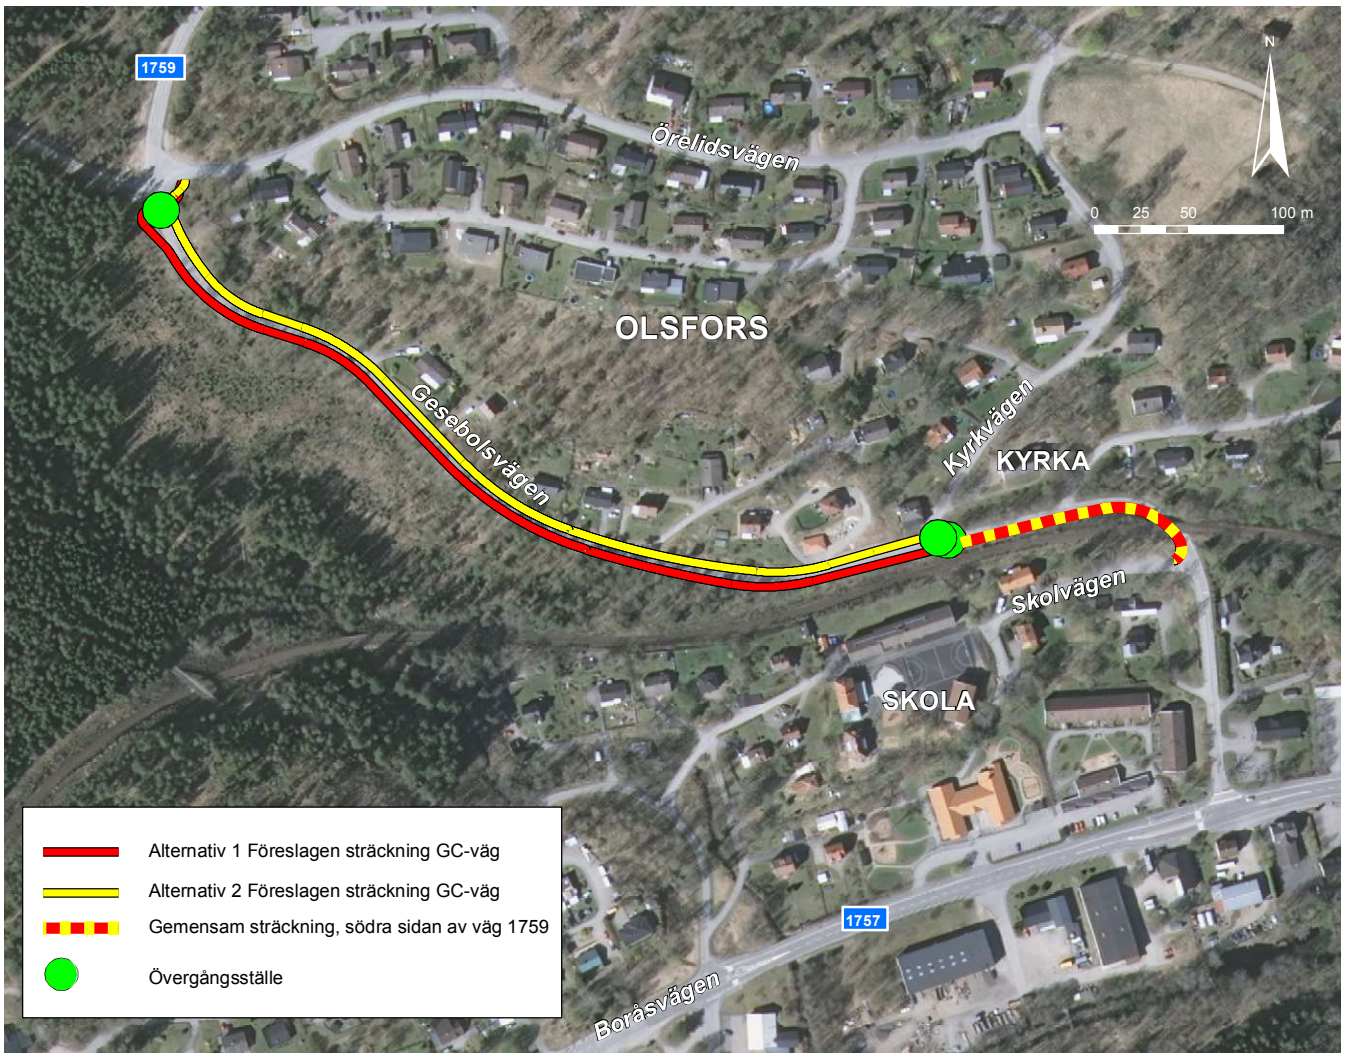 1759
N
Örelidsvägen
0 25 50 100 m
OLSFORS
Gesebolsvägen
Kyrkvägen
KYRKA
Skolvägen
SKOLA
1757
Boråsvägen
Alternativ 1 Föreslagen sträckning GC-väg
Alternativ 2 Föreslagen sträckning GC-väg
Gemensam sträckning, södra sidan av väg 1759
Övergångsställe